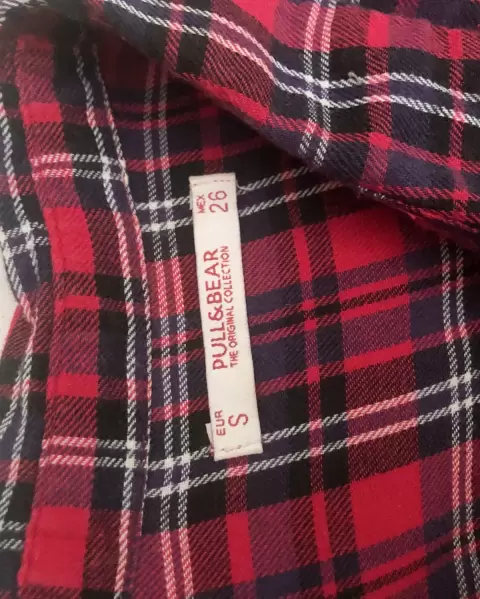 EUR
S
PULL&BEAR
THE ORIGINAL COLLECTION
MEX
26